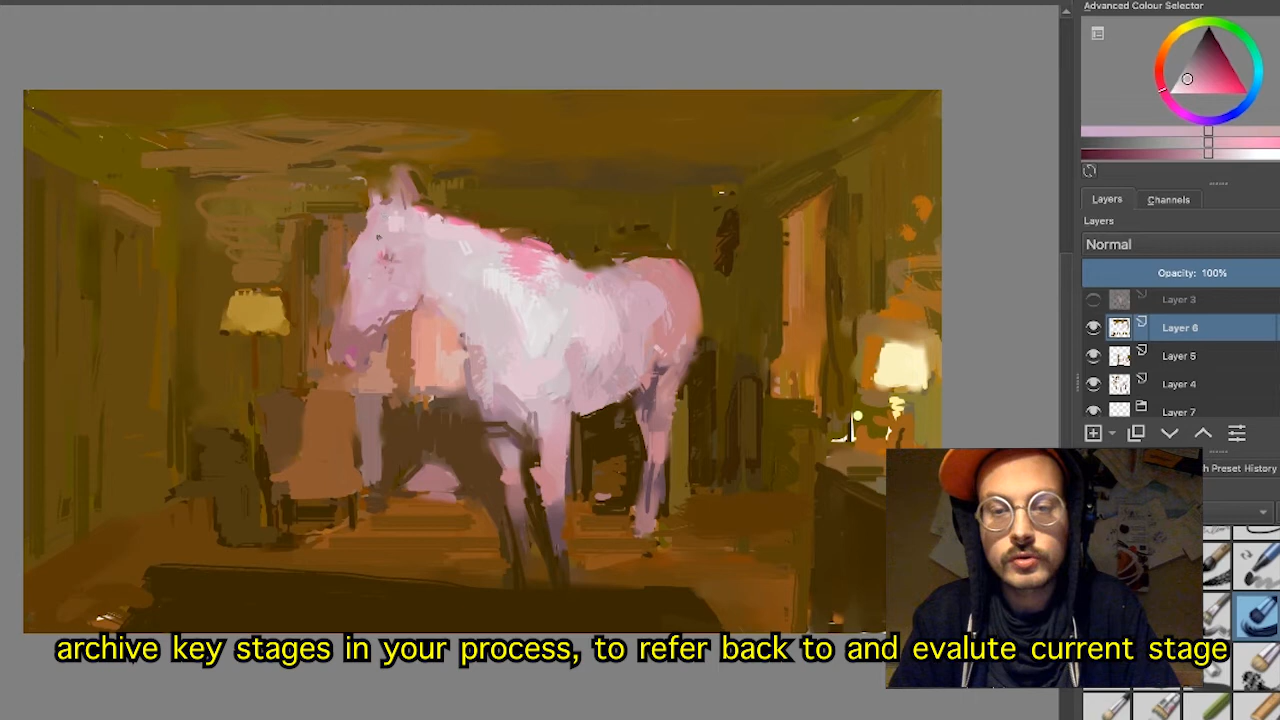 Advanced Colour Selector
Layers
Channels
Layers
Normal
Opacity: 100%
Layer 3
Layer 6
Layer 5
Layer 4
Layer 7
h Preset History
archive key stages in your process, to refer back to and evalute current stage